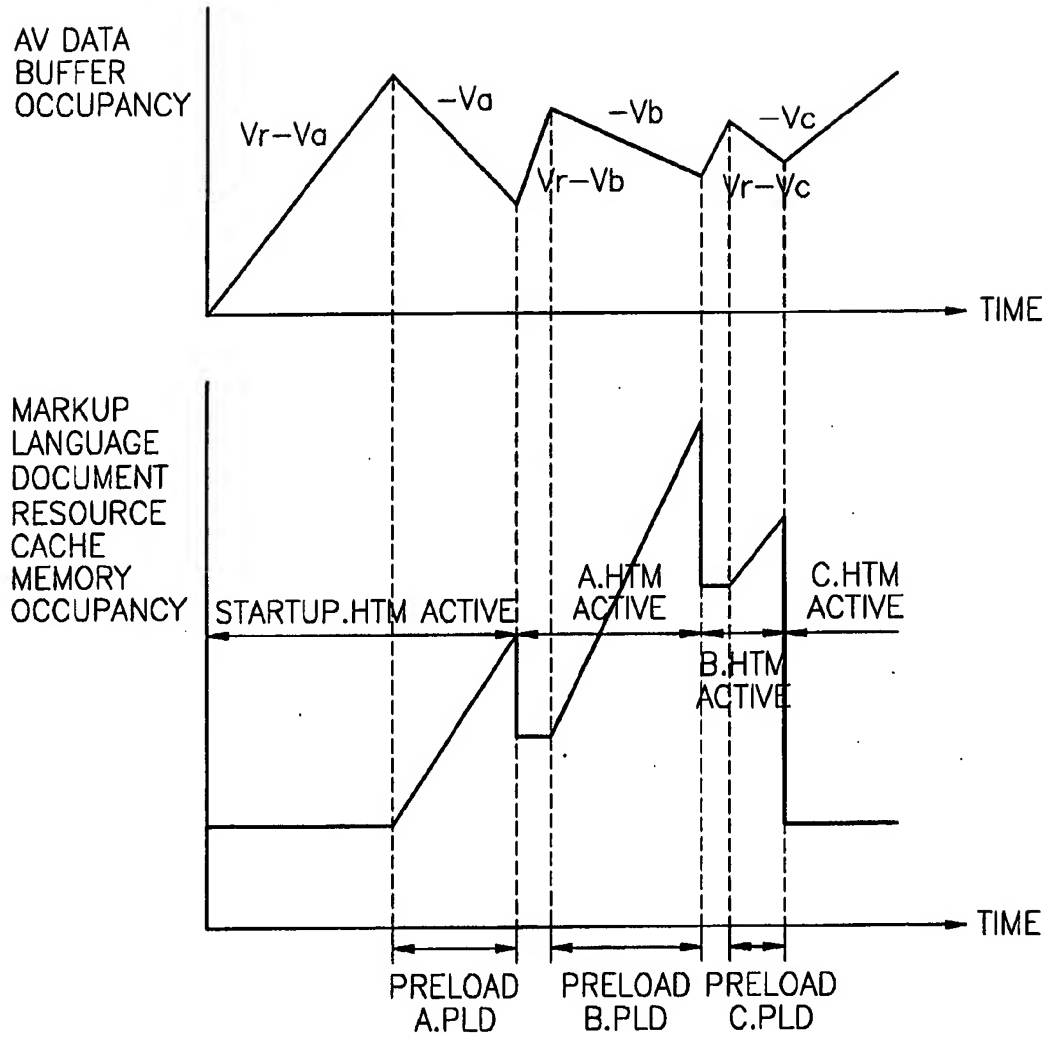 AV DATA
BUFFER
OCCUPANCY
Vr-Va
-Va
Vr-Vb
-Vb
Vr-Vc
-Vc
TIME
MARKUP
LANGUAGE
DOCUMENT
RESOURCE
CACHE
MEMORY
OCCUPANCY
STARTUP.HTM ACTIVE
A.HTM
ACTIVE
B.HTM
ACTIVE
C.HTM
ACTIVE
TIME
PRELOAD
A.PLD
PRELOAD
B.PLD
PRELOAD
C.PLD